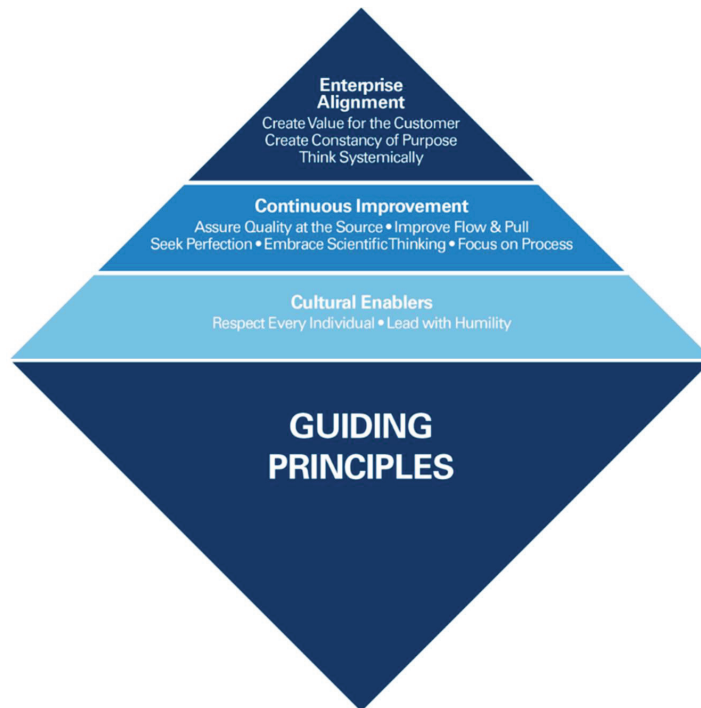 Enterprise
Alignment
Create Value for the Customer
Create Constancy of Purpose
Think Systemically
Continuous Improvement
Assure Quality at the Source • Improve Flow & Pull
Seek Perfection • Embrace Scientific Thinking • Focus on Process
Cultural Enablers
Respect Every Individual • Lead with Humility
GUIDING
PRINCIPLES